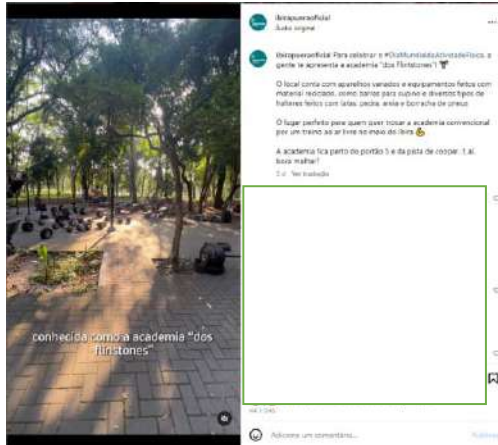 ibirapueraoficial
Áudio original
ibirapueraoficial Para celebrar o #DiaMundialdaAtividadeFísica, a
gente te apresenta a academia "dos Flintstones"!
O local conta com aparelhos variados e equipamentos feitos com
material reciclado, como barras para supino e diversos tipos de
halteres feitos com latas, pedra, areia e borracha de pneus
O lugar perfeito para quem quer trocar a academia convencional
por um treino ao ar livre no meio do Ibira
A academia fica perto do portão 5 e da pista de cooper.
bora malhar?
Ver tradução
conhecida como a academia "dos
flinstones"
Adicione um comentário...
Publicar